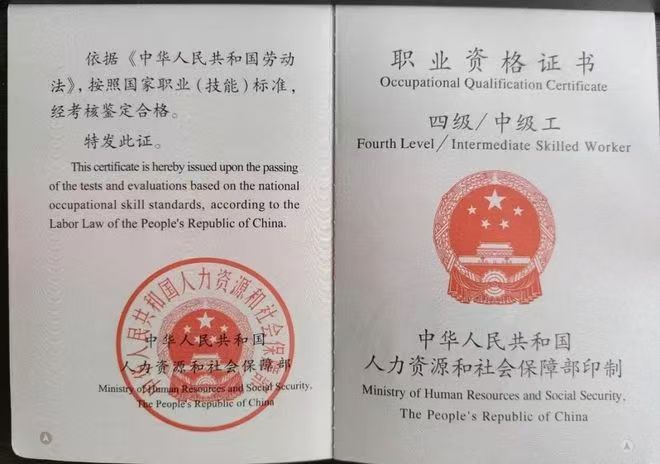 依据《中华人民共和国劳动
法》,按照国家职业(技能)标准,
经考核鉴定合格。
特发此证。
This certificate is hereby issued upon the passing
of the tests and evaluations based on the national
occupational skill standards, according to the
Labor Law of the People's Republic of China.
中华人民共和国人力资源和社会保障部
中华人民共和国
人力资源和社会保障部
Ministry of Human Resources and Social Security,
The People's Republic of China
职业资格证书
Occupational Qualification Certificate
四级/中级工
Fourth Level/Intermediate Skilled Worker
中华人民共和国
人力资源和社会保障部印制
Ministry of Human Resources and Social Security,
The People's Republic of China